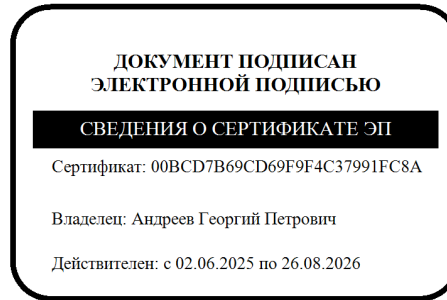 ДОКУМЕНТ ПОДПИСАН
ЭЛЕКТРОННОЙ ПОДПИСЬЮ
СВЕДЕНИЯ О СЕРТИФИКАТЕ ЭП
Сертификат: 00BCD7B69CD69F9F4C37991FC8A
Владелец: Андреев Георгий Петрович
Действителен: с 02.06.2025 по 26.08.2026